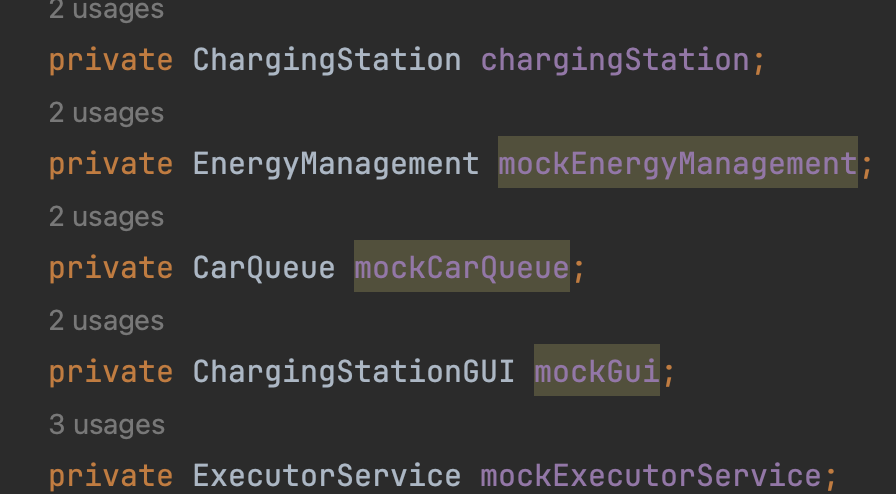 2 usages
private ChargingStation chargingStation;
2 usages
private EnergyManagement mockEnergyManagement;
2 usages
private CarQueue mockCarQueue;
2 usages
private ChargingStationGUI mockGui;
3 usages
private ExecutorService mockExecutorService;